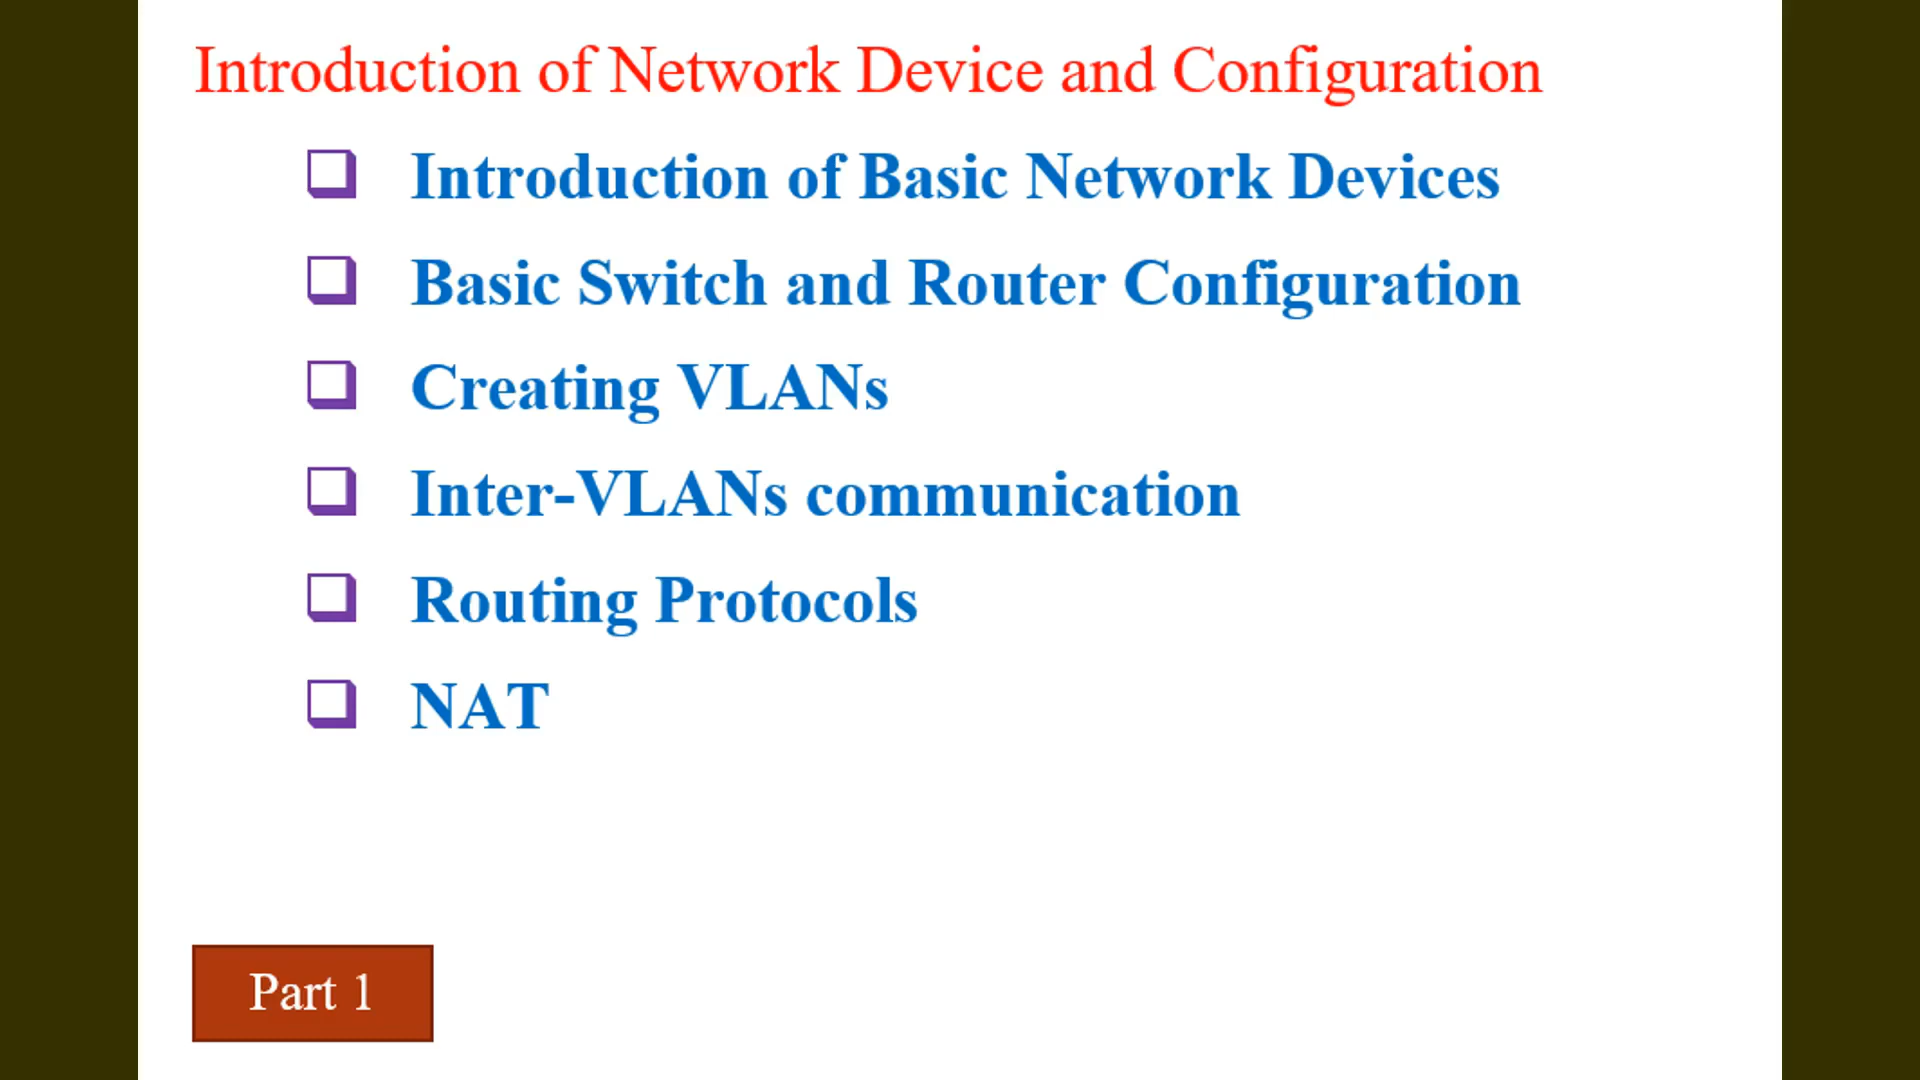 Introduction of Network Device and Configuration
Introduction of Basic Network Devices
Basic Switch and Router Configuration
Creating VLANs
Inter-VLANs communication
Routing Protocols
NAT
Part 1